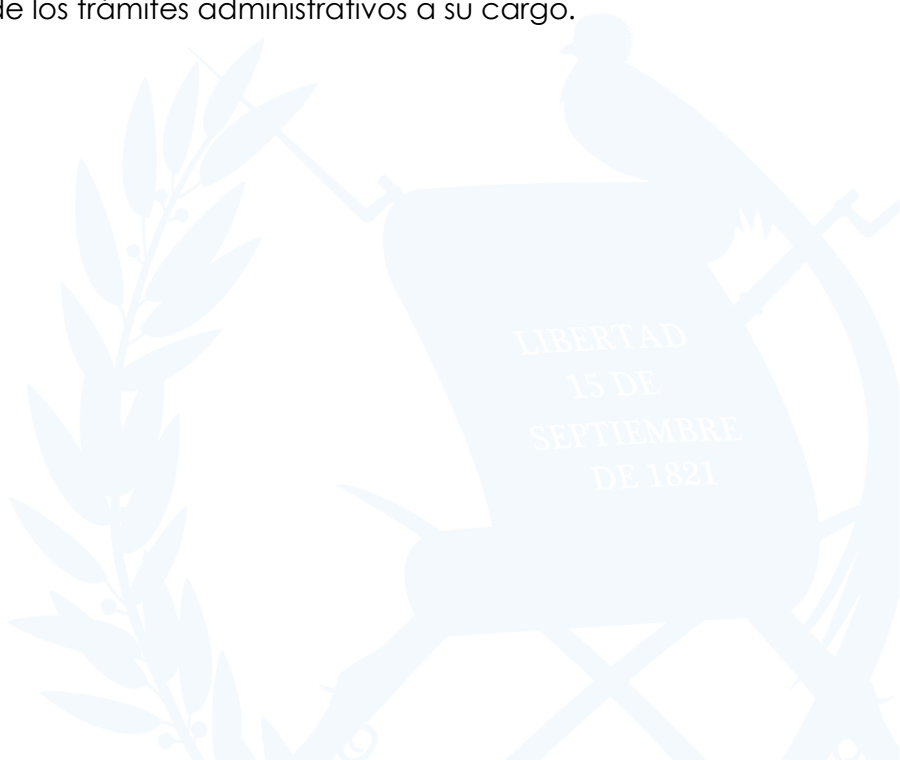 de los trámites administrativos a su cargo.
LIBERTAD
15 DE
SEPTIEMBRE
DE 1821